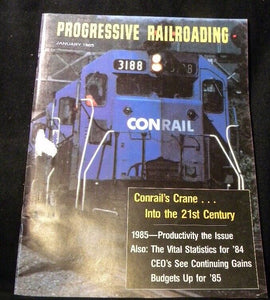 PROGRESSIVE RAILROADING
JANUARY 1985
3188
CONRAIL
Conrail's Crane . . .
Into the 21st Century
1985—Productivity the Issue
Also: The Vital Statistics for '84
CEO's See Continuing Gains
Budgets Up for '85